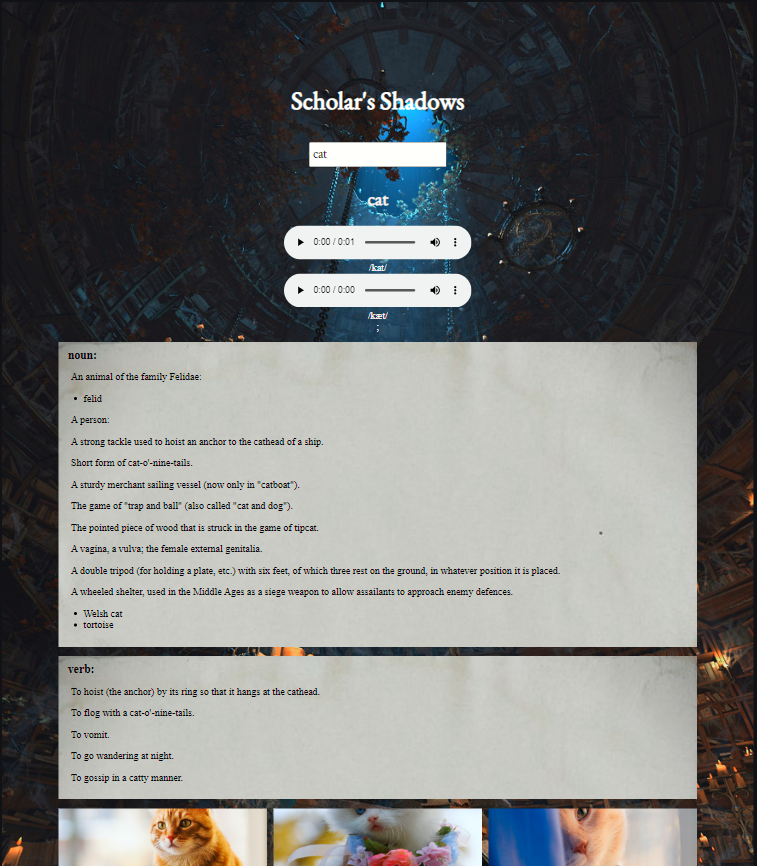 Scholar's Shadows
cat
cat
0:00 / 0:01
/kat/
0:00 / 0:00
/kæt/
;
noun:
An animal of the family Felidae:
• felid
A person:
A strong tackle used to hoist an anchor to the cathead of a ship.
Short form of cat-o'-nine-tails.
A sturdy merchant sailing vessel (now only in "catboat").
The game of "trap and ball" (also called "cat and dog").
The pointed piece of wood that is struck in the game of tipcat.
A vagina, a vulva; the female external genitalia.
A double tripod (for holding a plate, etc.) with six feet, of which three rest on the ground, in whatever position it is placed.
A wheeled shelter, used in the Middle Ages as a siege weapon to allow assailants to approach enemy defences.
• Welsh cat
• tortoise
verb:
To hoist (the anchor) by its ring so that it hangs at the cathead.
To flog with a cat-o'-nine-tails.
To vomit.
To go wandering at night.
To gossip in a catty manner.